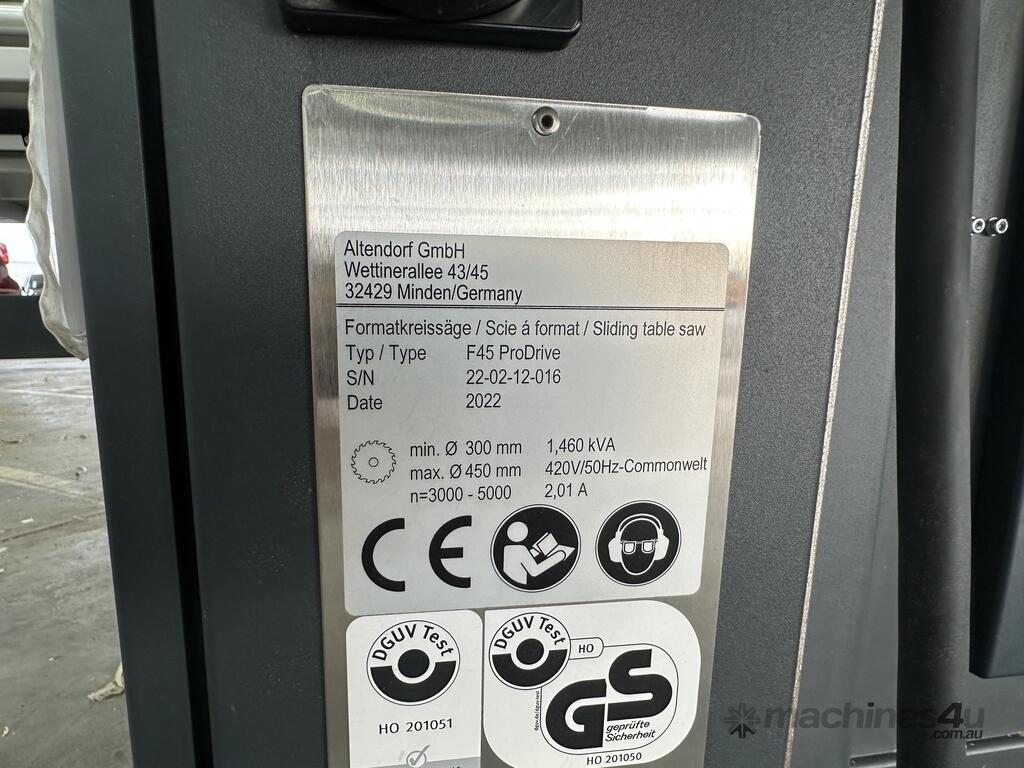 Altendorf GmbH
Wettinerallee 43/45
32429 Minden/Germany
Formatkreissäge / Scie á format / Sliding table saw
Typ / Type F45 ProDrive
S/N 22-02-12-016
Date 2022
min. Ø 300 mm 1,460 kVA
max. Ø 450 mm 420V/50Hz-Commonwelt
n=3000 - 5000 2,01 A
CE
DGUV Test
HO 201051
DGUV Test
HO
GS
geprüfte
Sicherheit
HO 201050
machines4u
.com.au